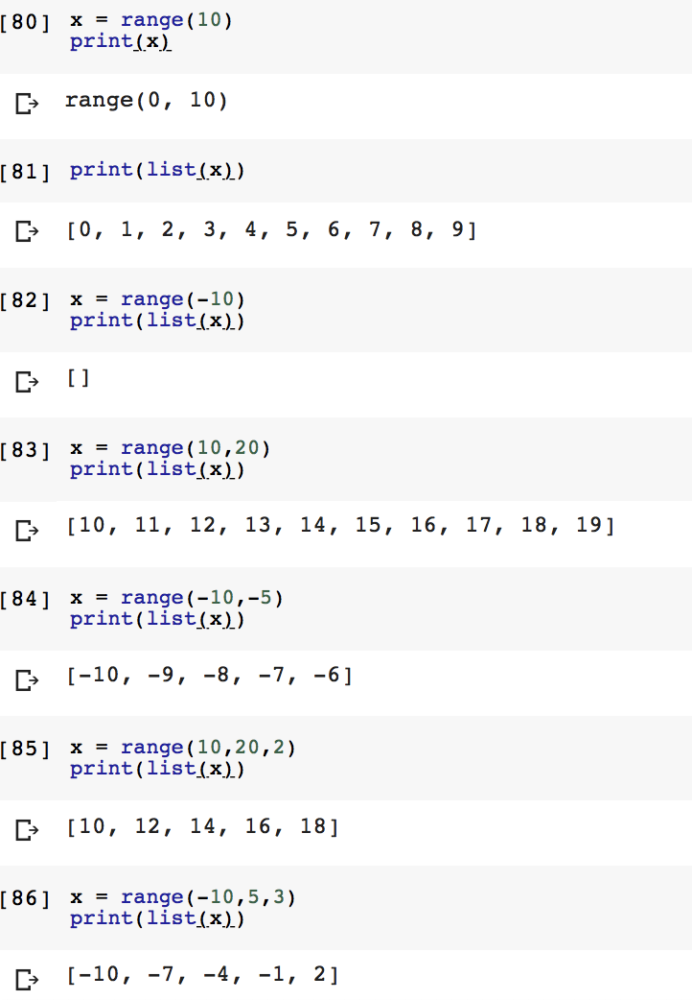 [80] x = range(10)
print(x)
range(0, 10)
[81] print(list(x))
[0, 1, 2, 3, 4, 5, 6, 7, 8, 9]
[82] x = range(-10)
print(list(x))
[]
[83] x = range(10,20)
print(list(x))
[10, 11, 12, 13, 14, 15, 16, 17, 18, 19]
[84] x = range(-10,-5)
print(list(x))
[-10, -9, -8, -7, -6]
[85] x = range(10,20,2)
print(list(x))
[10, 12, 14, 16, 18]
[86] x = range(-10,5,3)
print(list(x))
[-10, -7, -4, -1, 2]